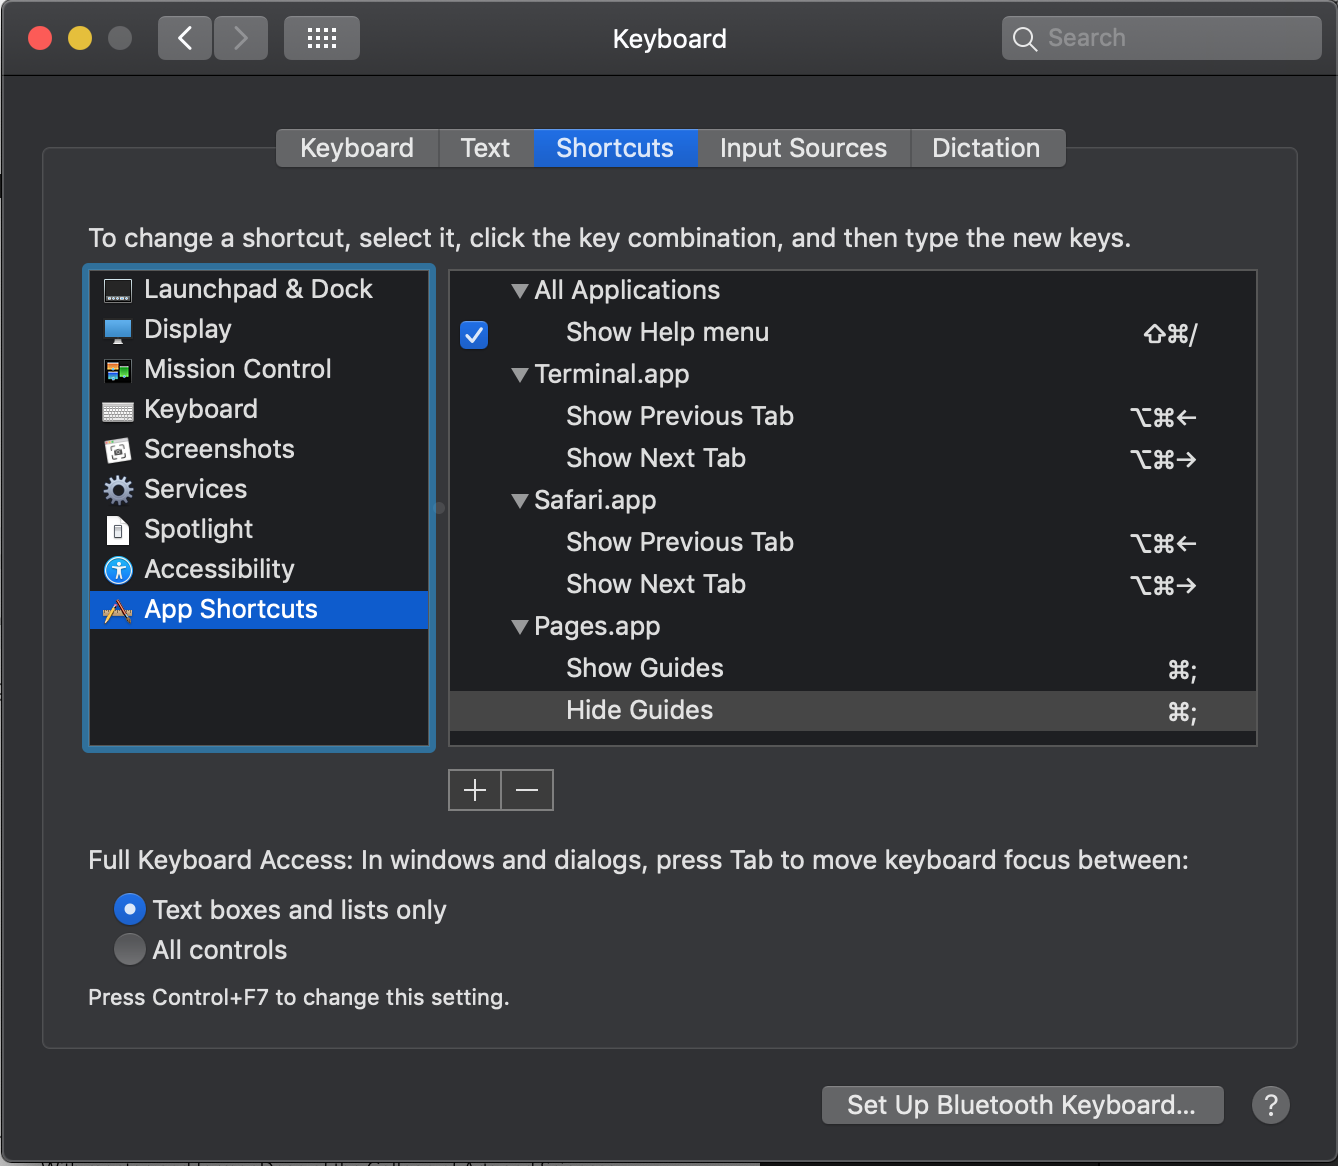 Keyboard
Search
Keyboard
Text
Shortcuts
Input Sources
Dictation
To change a shortcut, select it, click the key combination, and then type the new keys.
Launchpad & Dock
Display
Mission Control
Keyboard
Screenshots
Services
Spotlight
Accessibility
App Shortcuts
All Applications
Show Help menu ⇧⌘/
Terminal.app
Show Previous Tab ⌥⌘←
Show Next Tab ⌥⌘→
Safari.app
Show Previous Tab ⌥⌘←
Show Next Tab ⌥⌘→
Pages.app
Show Guides ⌘;
Hide Guides ⌘;
Full Keyboard Access: In windows and dialogs, press Tab to move keyboard focus between:
Text boxes and lists only
All controls
Press Control+F7 to change this setting.
Set Up Bluetooth Keyboard...
?